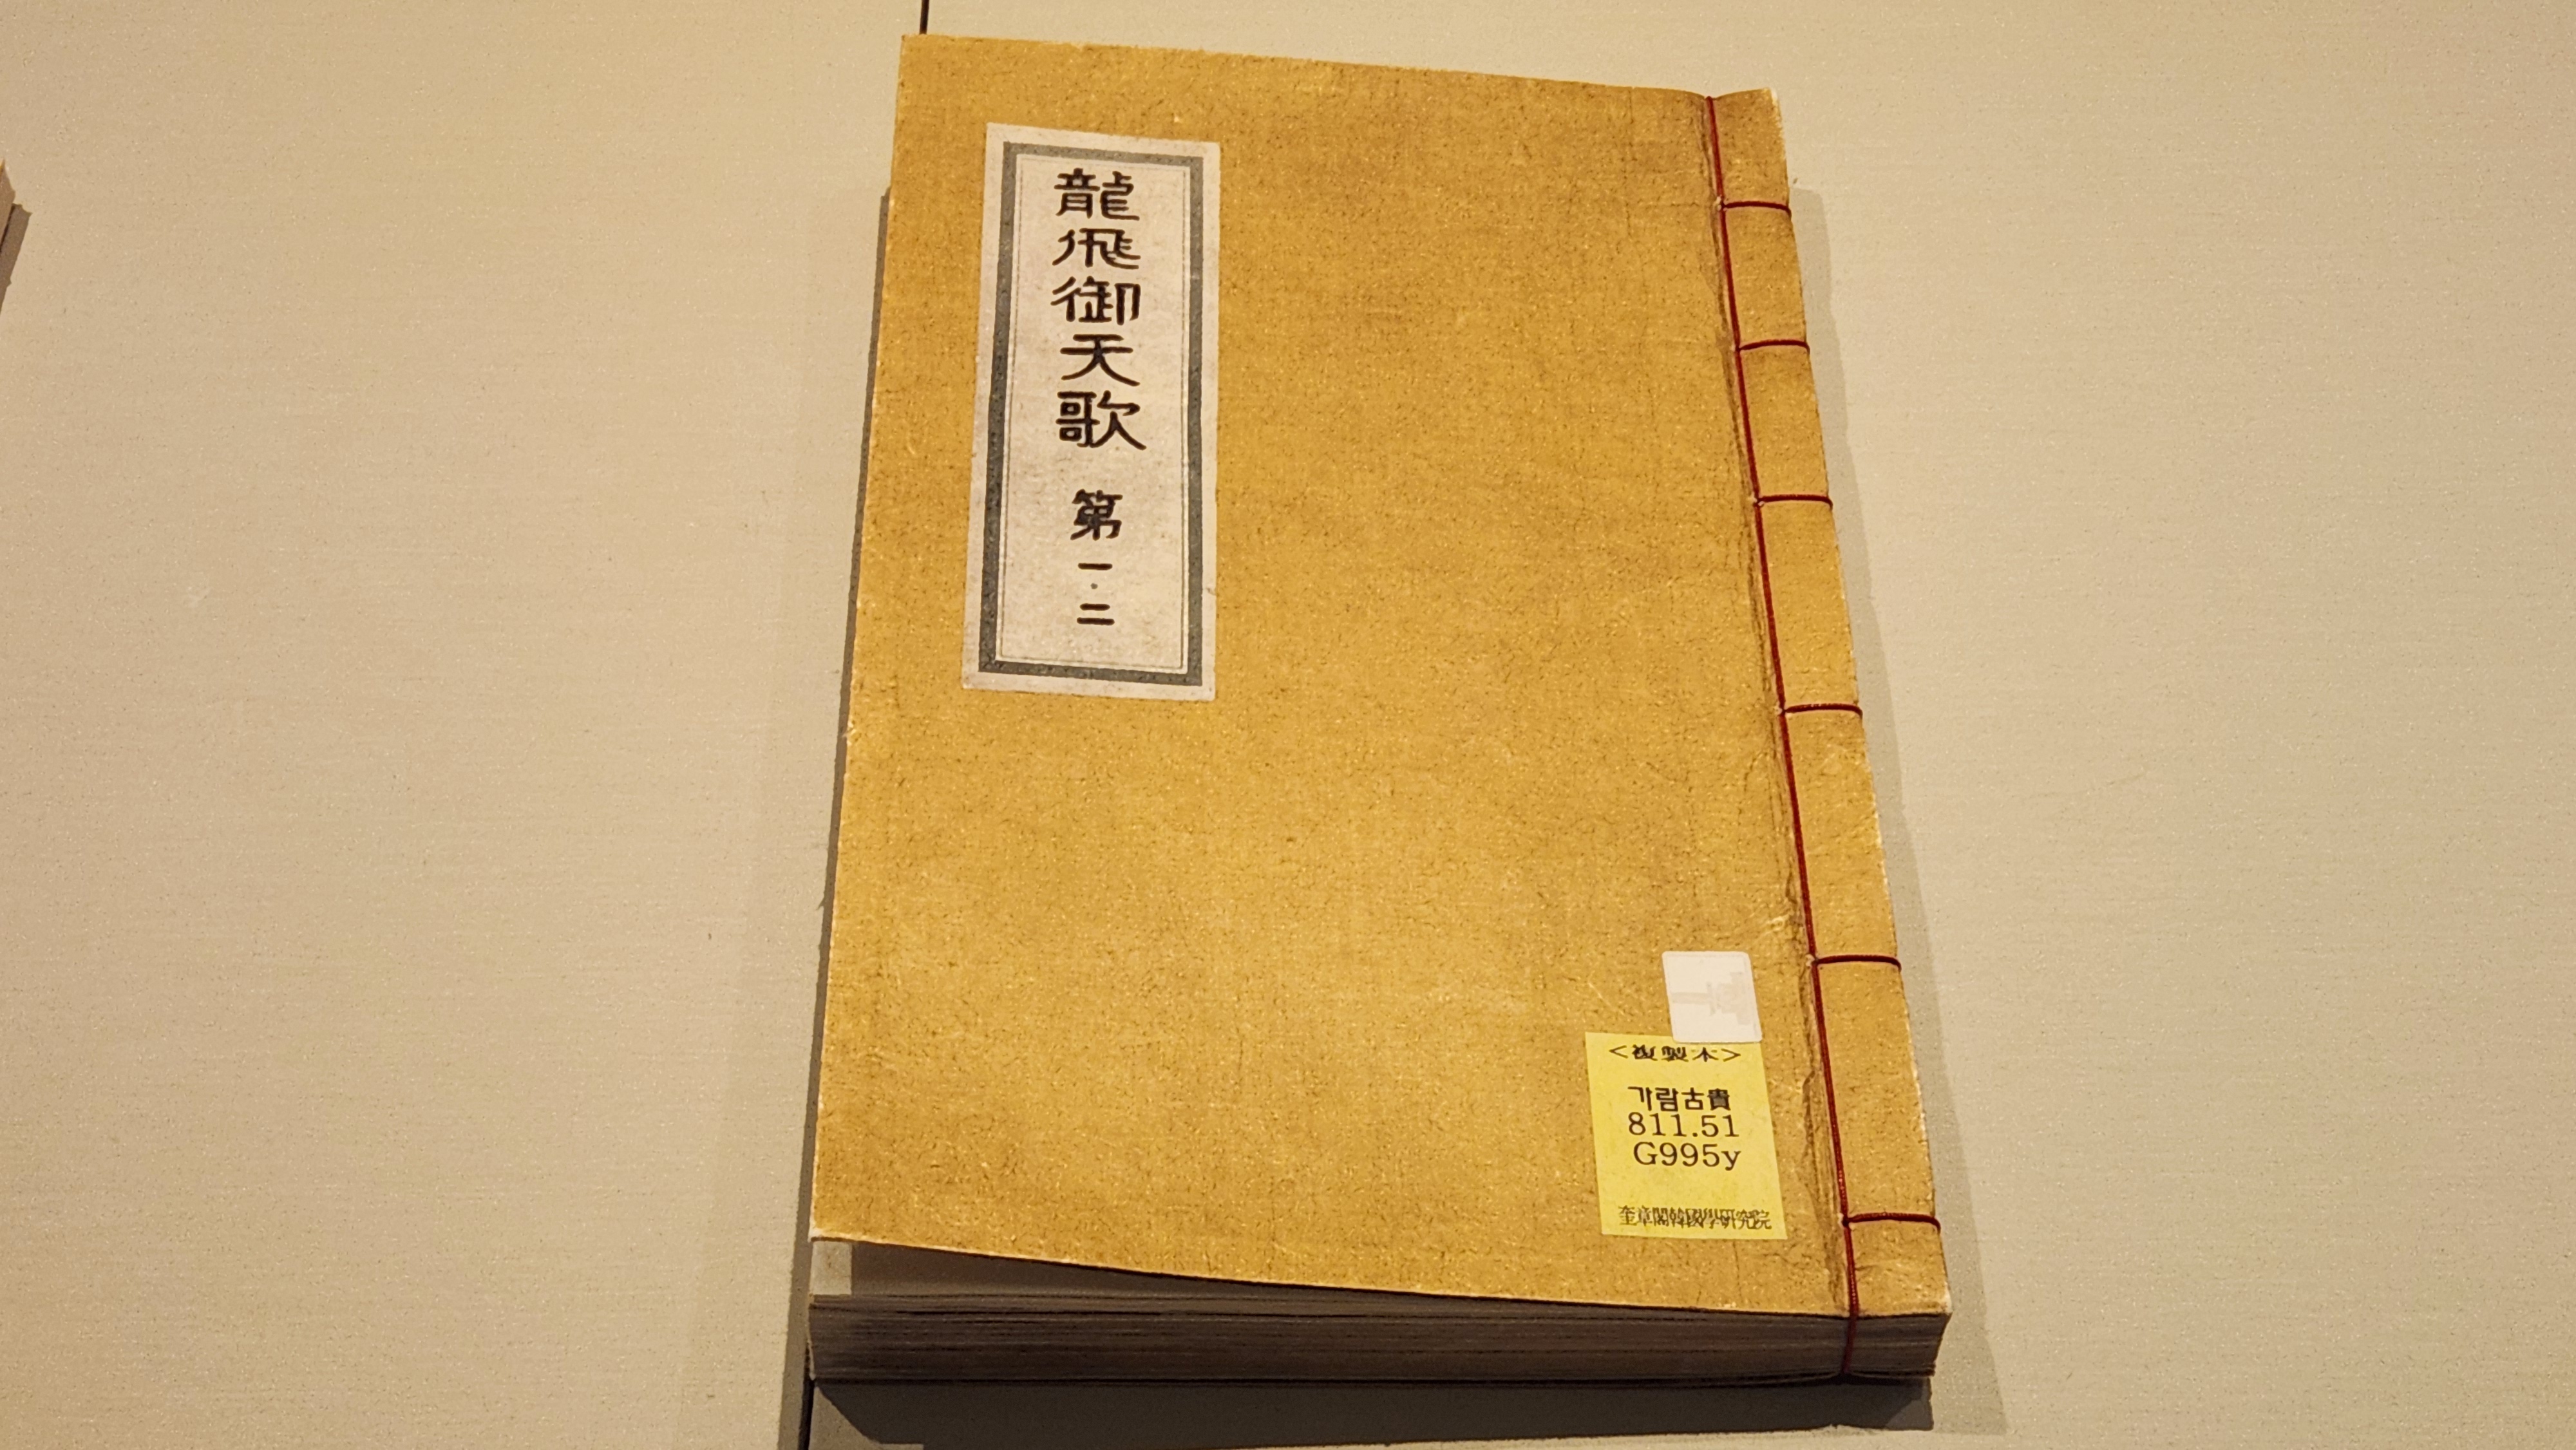 龍飛御天歌 第一·二
<複製本>
가람古貴
811.51
G995y
奎章閣韓國學研究院